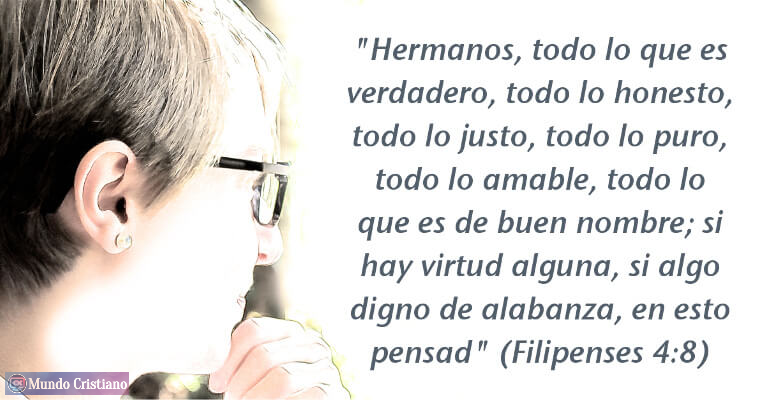 "Hermanos, todo lo que es
verdadero, todo lo honesto,
todo lo justo, todo lo puro,
todo lo amable, todo lo
que es de buen nombre; si
hay virtud alguna, si algo
digno de alabanza, en esto
pensad" (Filipenses 4:8)
Mundo Cristiano